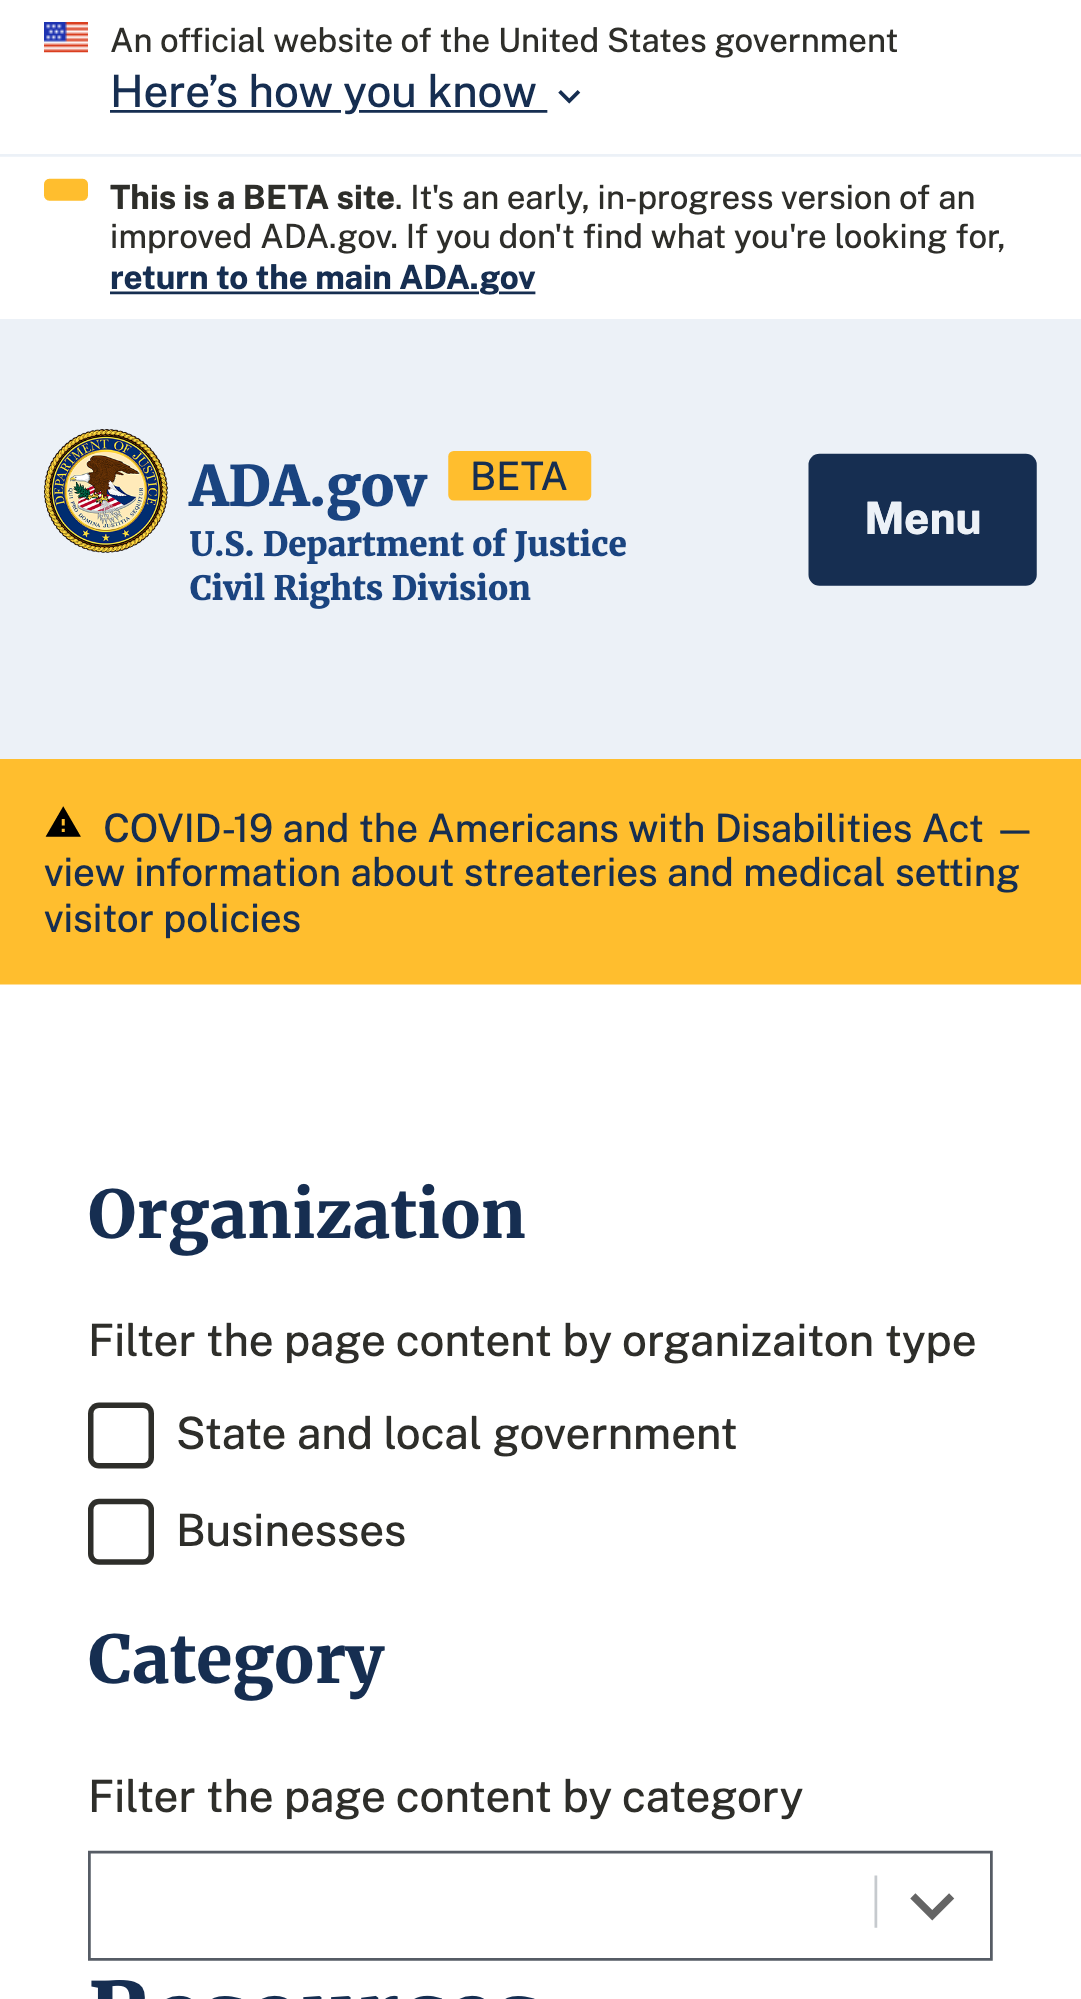 An official website of the United States government
Here’s how you know
This is a BETA site. It's an early, in-progress version of an
improved ADA.gov. If you don't find what you're looking for,
return to the main ADA.gov
ADA.gov BETA
U.S. Department of Justice
Civil Rights Division
Menu
COVID-19 and the Americans with Disabilities Act —
view information about streateries and medical setting
visitor policies
Organization
Filter the page content by organizaiton type
State and local government
Businesses
Category
Filter the page content by category